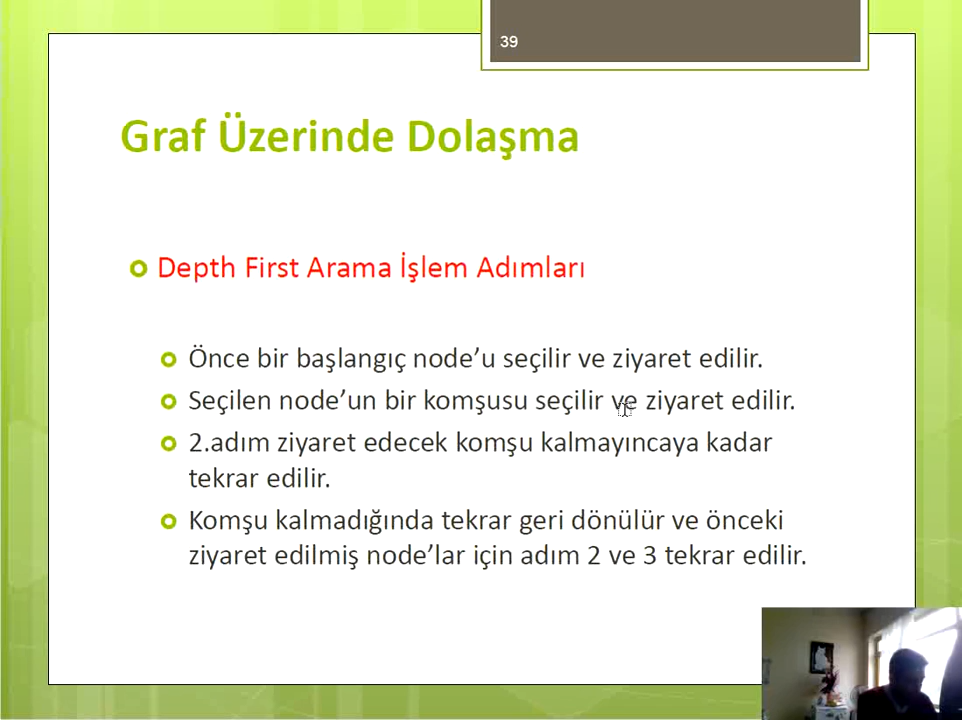 39
Graf Üzerinde Dolaşma
Depth First Arama İşlem Adımları
Önce bir başlangıç node’u seçilir ve ziyaret edilir.
Seçilen node’un bir komşusu seçilir ve ziyaret edilir.
2.adım ziyaret edecek komşu kalmayıncaya kadar
tekrar edilir.
Komşu kalmadığında tekrar geri dönülür ve önceki
ziyaret edilmiş node’lar için adım 2 ve 3 tekrar edilir.